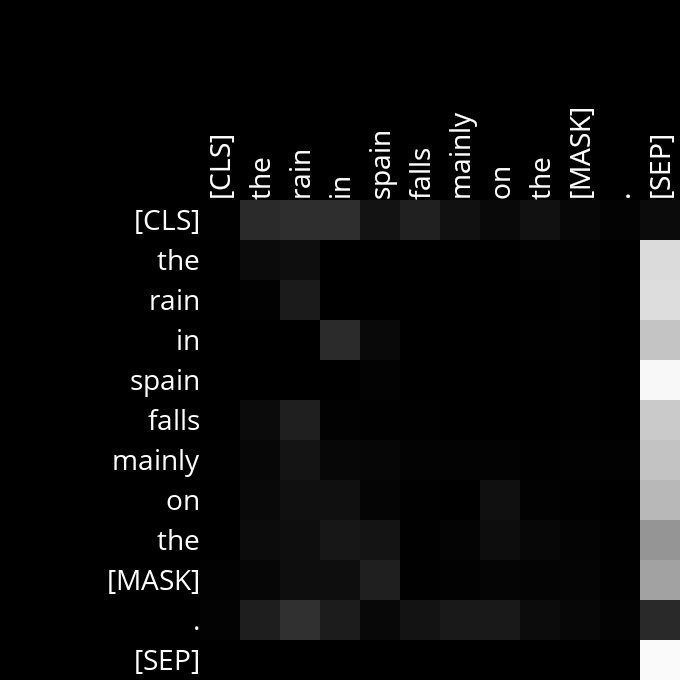 [CLS] the rain in spain falls mainly on the [MASK] . [SEP]
[CLS]
the
rain
in
spain
falls
mainly
on
the
[MASK]
.
[SEP]